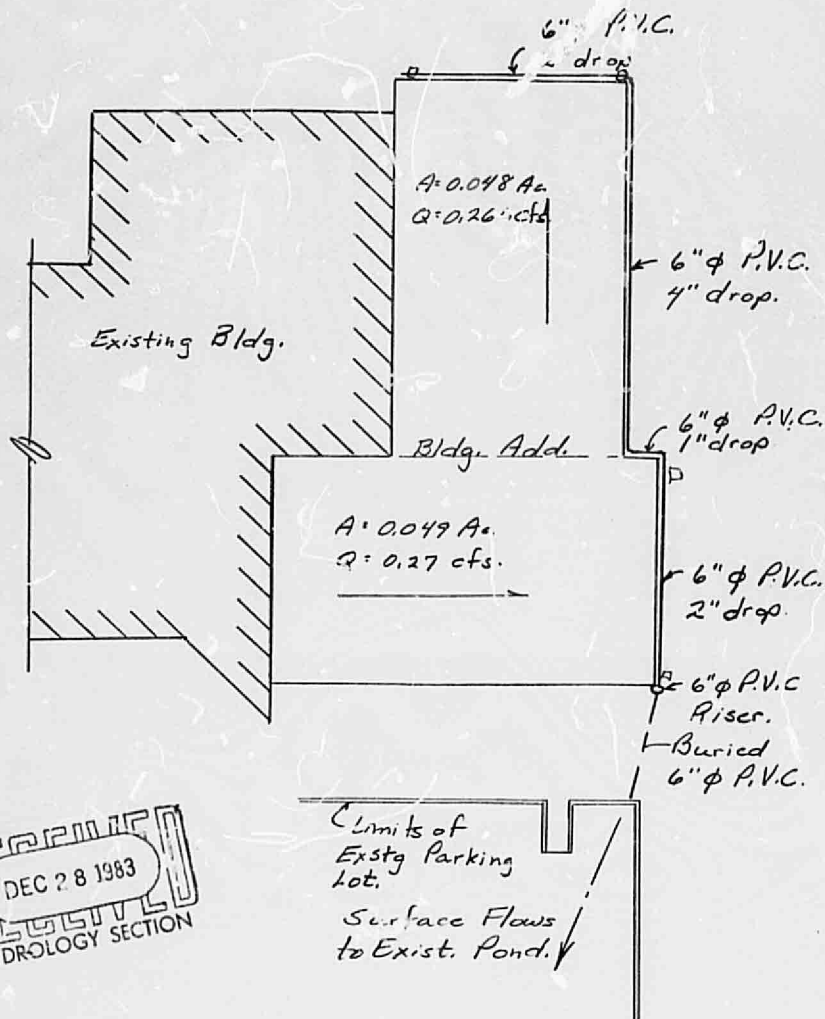 6" P.V.C.
drop
A=0.048 Ac.
Q=0.26 cfs
6"φ P.V.C.
4" drop.
Existing Bldg.
6"φ P.V.C.
1" drop
Bldg. Add.
A=0.049 Ac.
Q=0.27 cfs.
6"φ P.V.C.
2" drop.
6"φ P.V.C
Riser.
Buried
6"φ P.V.C.
Limits of
Exstg Parking
Lot.
Surface Flows
to Exist. Pond.
DEC 28 1983
SECTION